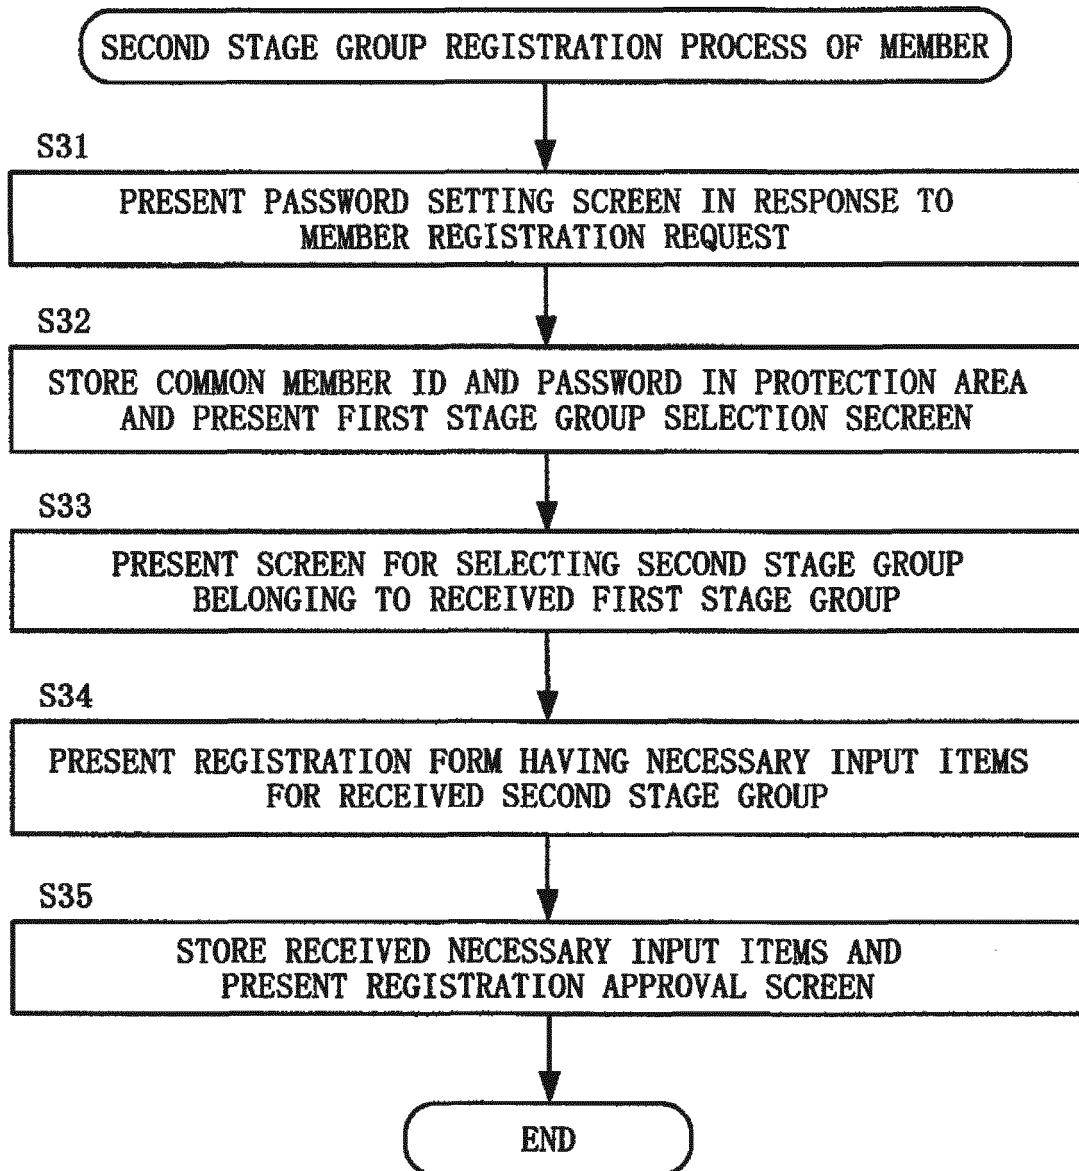 SECOND STAGE GROUP REGISTRATION PROCESS OF MEMBER
S31
PRESENT PASSWORD SETTING SCREEN IN RESPONSE TO
MEMBER REGISTRATION REQUEST
S32
STORE COMMON MEMBER ID AND PASSWORD IN PROTECTION AREA
AND PRESENT FIRST STAGE GROUP SELECTION SECREEN
S33
PRESENT SCREEN FOR SELECTING SECOND STAGE GROUP
BELONGING TO RECEIVED FIRST STAGE GROUP
S34
PRESENT REGISTRATION FORM HAVING NECESSARY INPUT ITEMS
FOR RECEIVED SECOND STAGE GROUP
S35
STORE RECEIVED NECESSARY INPUT ITEMS AND
PRESENT REGISTRATION APPROVAL SCREEN
END